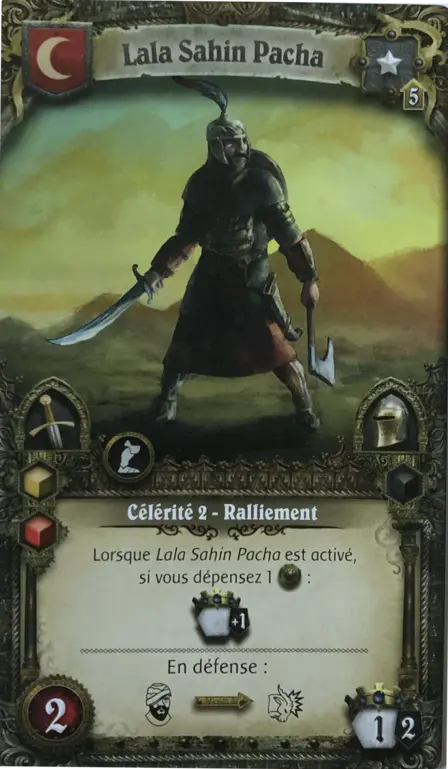 Lala Sahin Pacha
5
Célérité 2 - Ralliement
Lorsque Lala Sahin Pacha est activé,
si vous dépensez 1 :
+1
En défense :
2
1 2